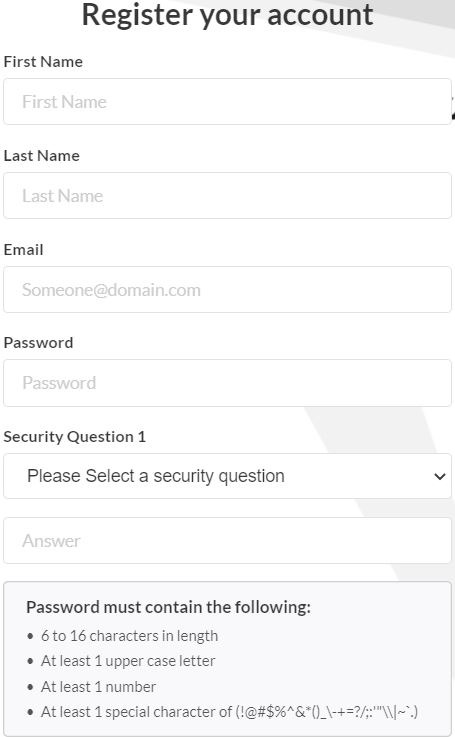 Register your account
First Name
First Name
Last Name
Last Name
Email
Someone@domain.com
Password
Password
Security Question 1
Please Select a security question
Answer
Password must contain the following:
• 6 to 16 characters in length
• At least 1 upper case letter
• At least 1 number
• At least 1 special character of (!@#$%^&*()_\-+=?/;:'"\\|~`.)